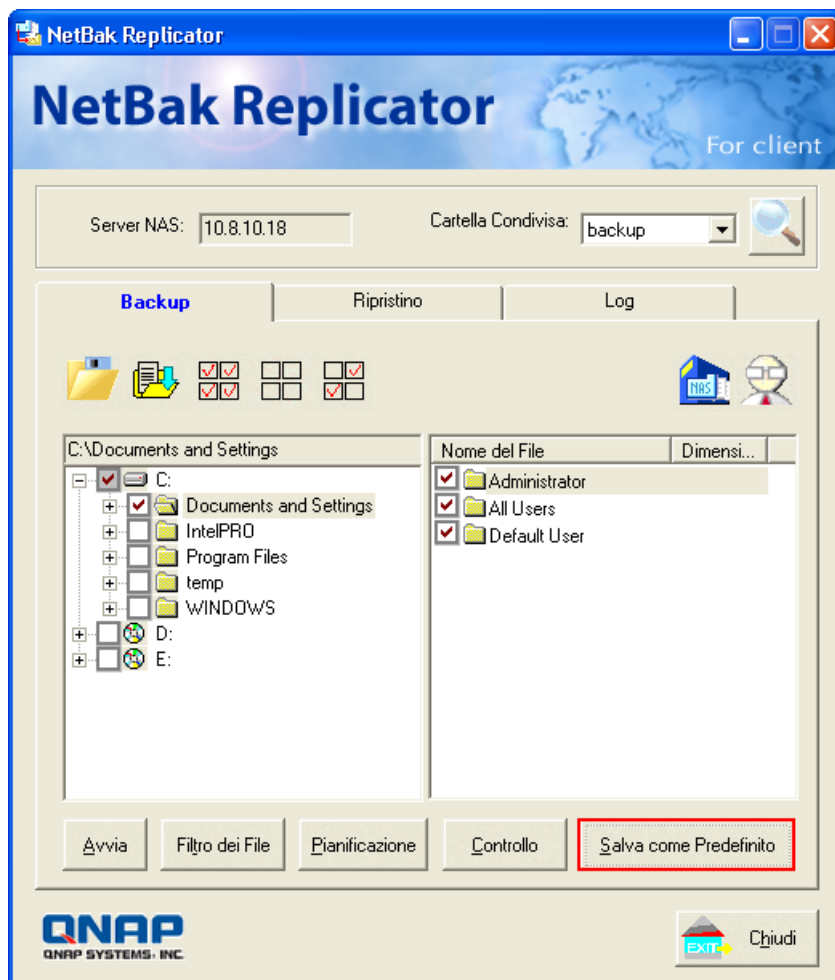 NetBak Replicator
NetBak Replicator
For client
Server NAS: 10.8.10.18 Cartella Condivisa: backup
Backup Ripristino Log
NAS
C:\Documents and Settings
C:
Documents and Settings
IntelPRO
Program Files
temp
WINDOWS
D:
E:
Nome del File Dimensi...
Administrator
All Users
Default User
Avvia Filtro dei File Pianificazione Controllo Salva come Predefinito
QNAP
QNAP SYSTEMS, INC.
EXIT Chiudi